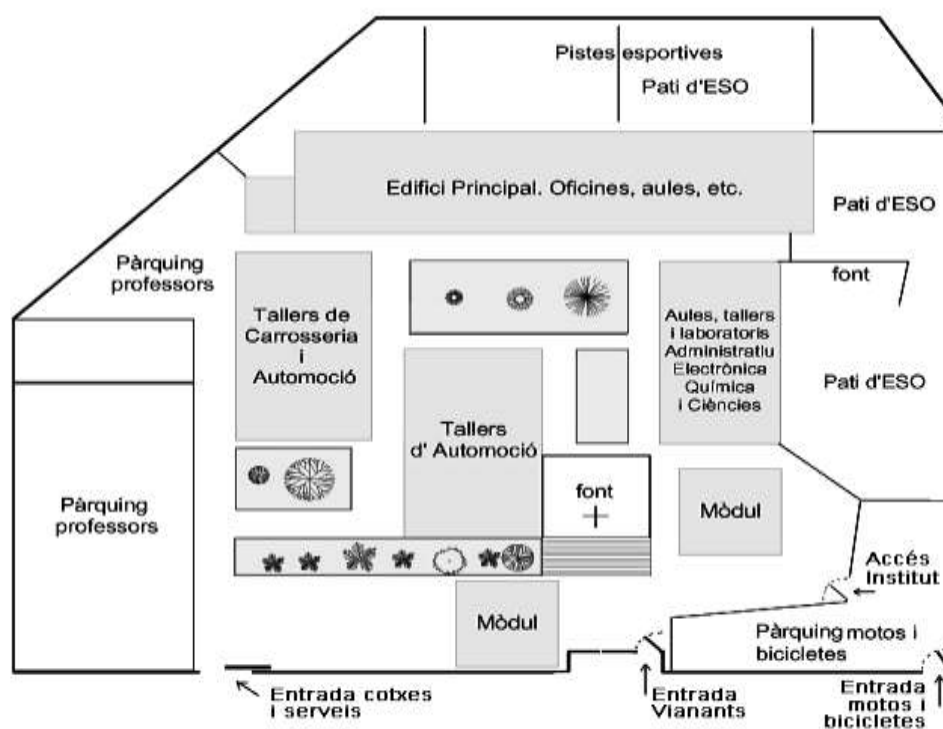 Pistes esportives
Pati d'ESO
Edifici Principal. Oficines, aules, etc.
Pati d'ESO
Pàrquing
professors
font
Tallers de
Carrosseria
i
Automoció
Aules, tallers
i laboratoris
Administratiu
Electrònica
Química
i Ciències
Pati d'ESO
Tallers
d' Automoció
Pàrquing
professors
font
Mòdul
Accés
Institut
Mòdul
Pàrquing motos i
bicicletes
Entrada cotxes
i serveis
Entrada
Vianants
Entrada
motos i
bicicletes